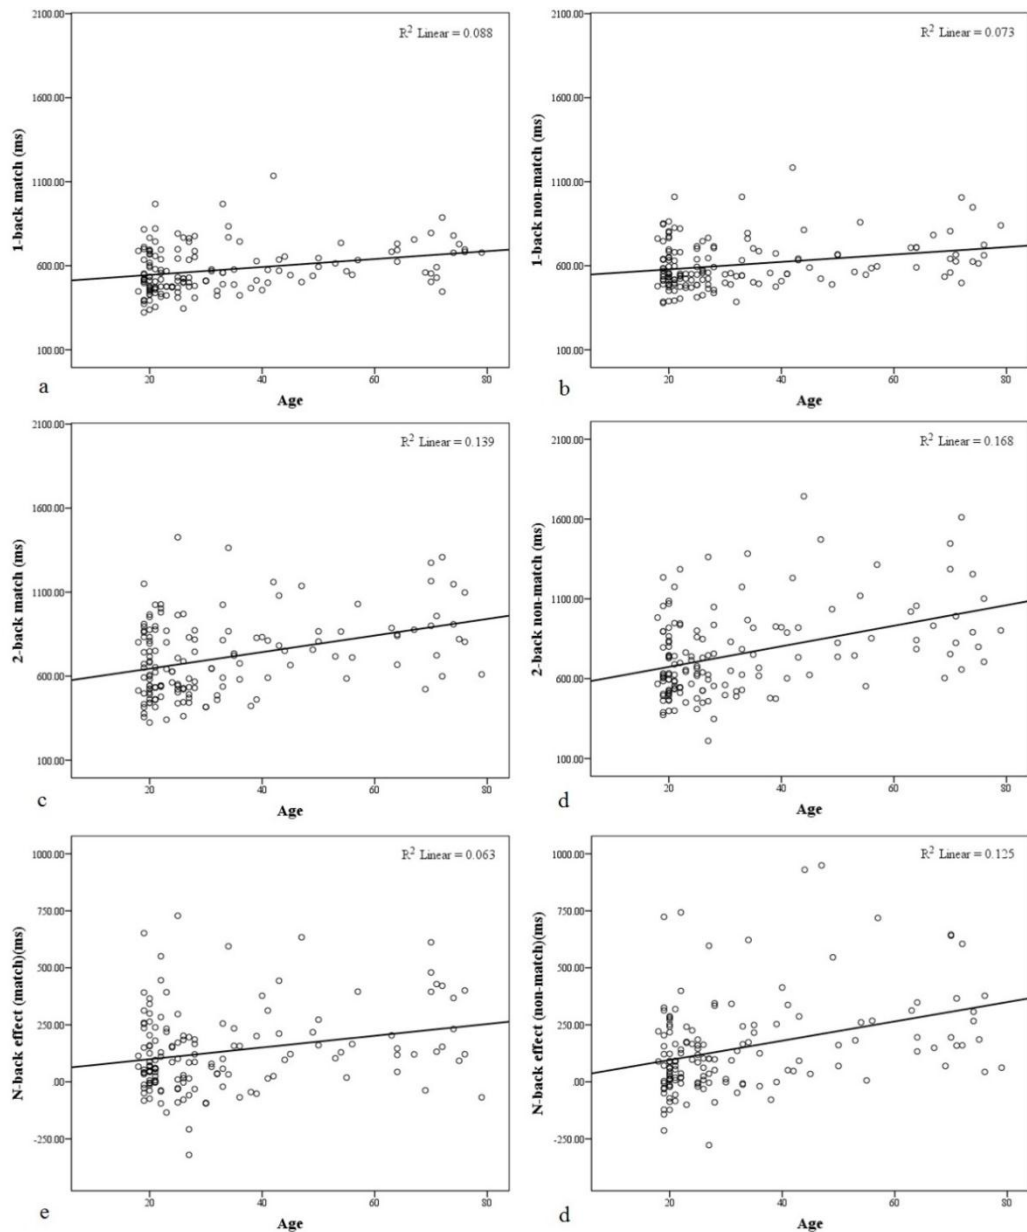 2100.00
R² Linear = 0.088
1600.00
1100.00
600.00
100.00
1-back match (ms)
20 40 60 80
a
Age
2100.00
R² Linear = 0.073
1600.00
1100.00
600.00
100.00
1-back non-match (ms)
20 40 60 80
b
Age
2100.00
R² Linear = 0.139
1600.00
1100.00
600.00
100.00
2-back match (ms)
20 40 60 80
c
Age
2100.00
R² Linear = 0.168
1600.00
1100.00
600.00
100.00
2-back non-match (ms)
20 40 60 80
d
Age
1000.00
R² Linear = 0.063
750.00
500.00
250.00
.00
-250.00
N-back effect (match)(ms)
20 40 60 80
e
Age
1000.00
R² Linear = 0.125
750.00
500.00
250.00
.00
-250.00
N-back effect (non-match)(ms)
20 40 60 80
d
Age